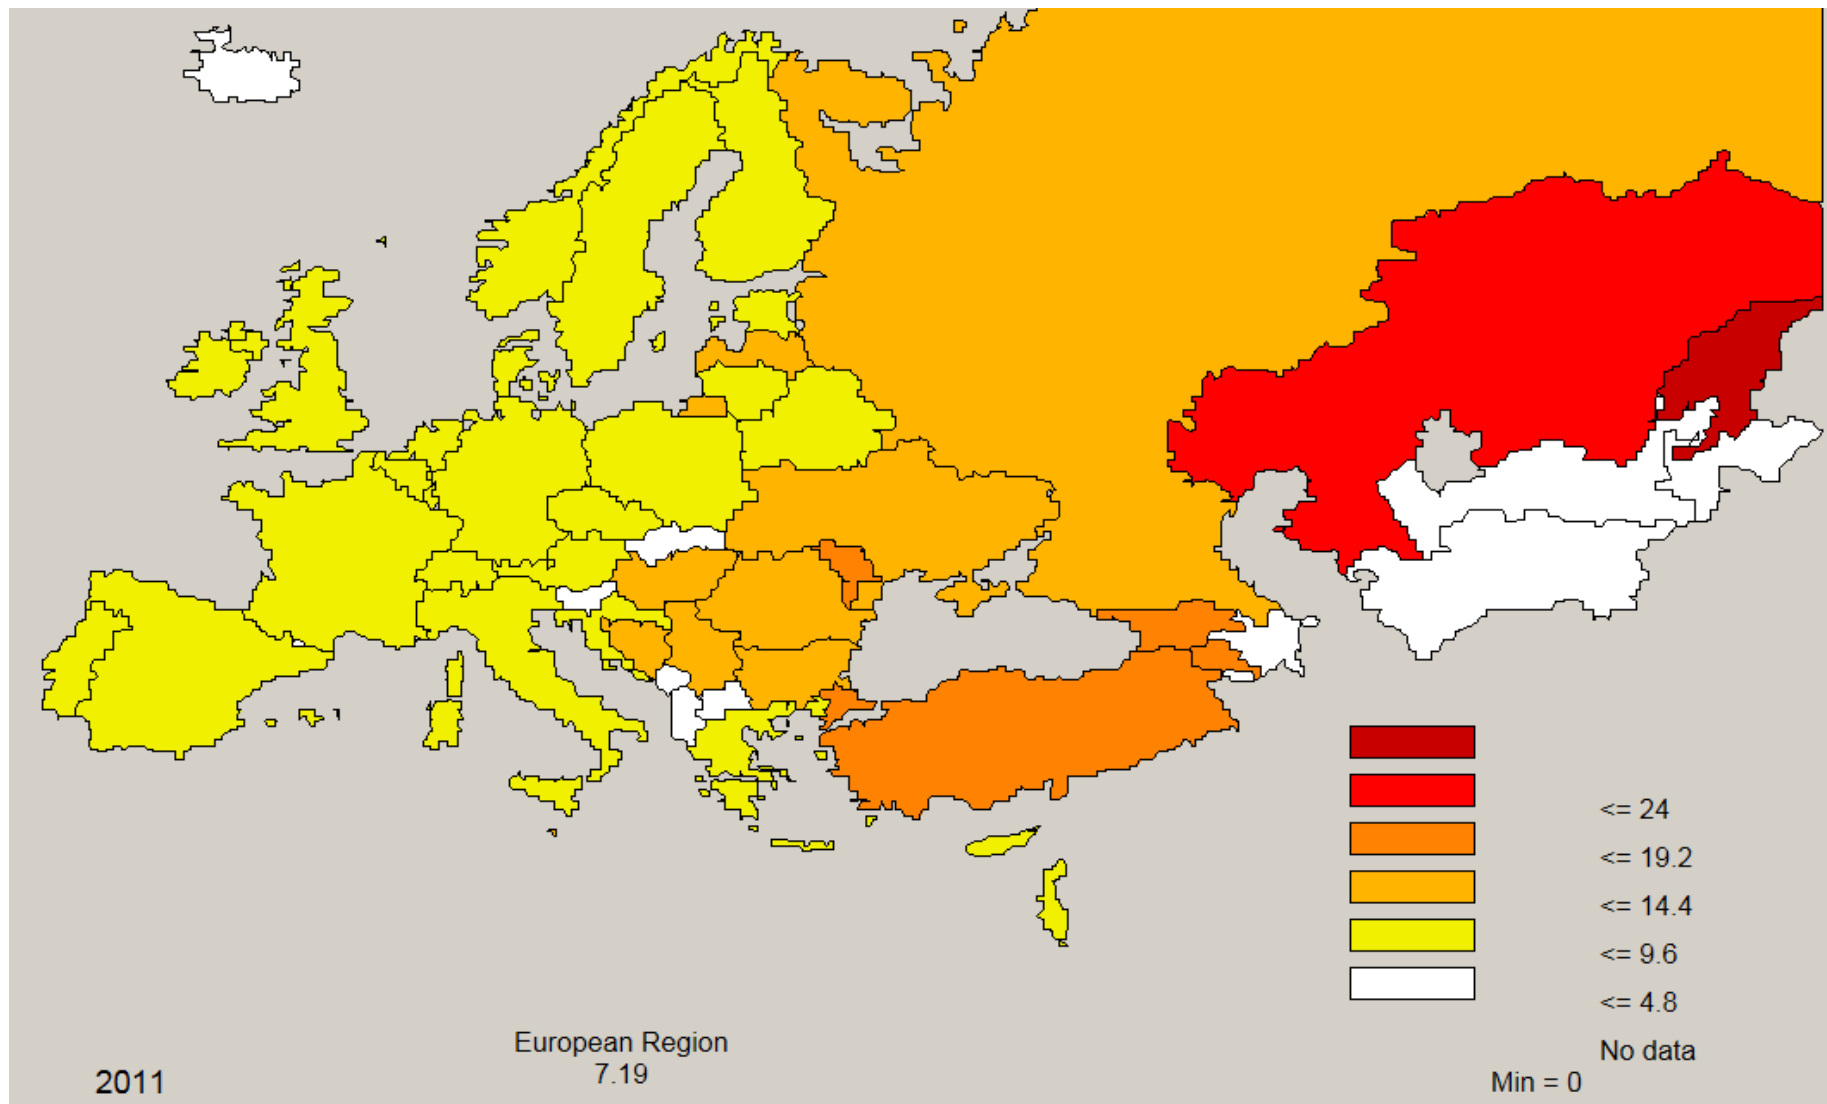 <= 24
<= 19.2
<= 14.4
<= 9.6
<= 4.8
No data
European Region
7.19
2011
Min = 0